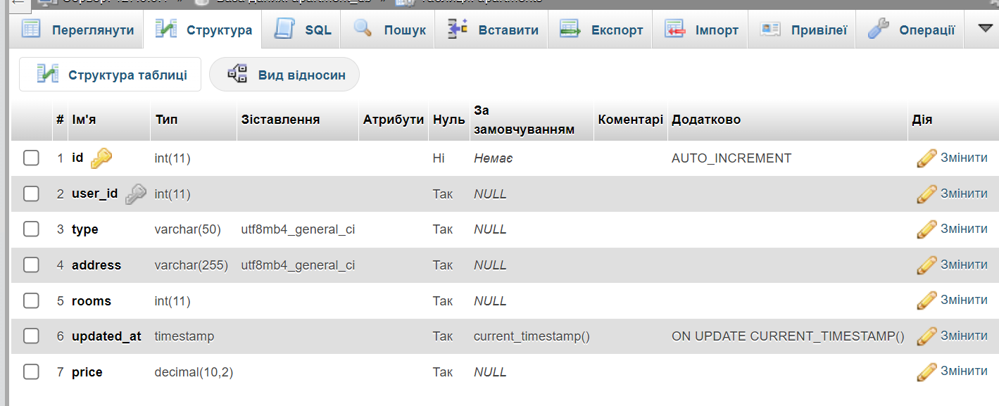 Переглянути Структура SQL Пошук Вставити Експорт Імпорт Привілеї Операції
Структура таблиці Вид відносин
# Ім'я Тип Зіставлення Атрибути Нуль За замовчуванням Коментарі Додатково Дія
1 id int(11) Ні Немає AUTO_INCREMENT Змінити
2 user_id int(11) Так NULL Змінити
3 type varchar(50) utf8mb4_general_ci Так NULL Змінити
4 address varchar(255) utf8mb4_general_ci Так NULL Змінити
5 rooms int(11) Так NULL Змінити
6 updated_at timestamp Так current_timestamp() ON UPDATE CURRENT_TIMESTAMP() Змінити
7 price decimal(10,2) Так NULL Змінити